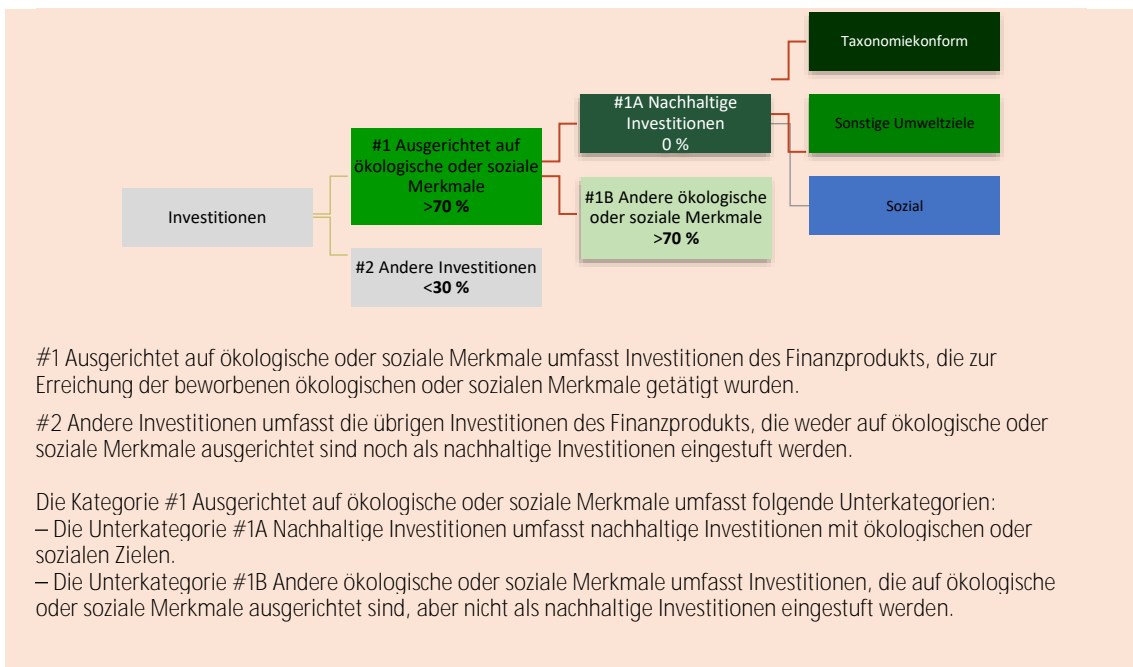 Taxonomiekonform
#1A Nachhaltige
Investitionen
0 %
Sonstige Umweltziele
#1 Ausgerichtet auf
ökologische oder soziale
Merkmale
>70 %
#1B Andere ökologische
oder soziale Merkmale
>70 %
Sozial
Investitionen
#2 Andere Investitionen
<30 %
#1 Ausgerichtet auf ökologische oder soziale Merkmale umfasst Investitionen des Finanzprodukts, die zur
Erreichung der beworbenen ökologischen oder sozialen Merkmale getätigt wurden.
#2 Andere Investitionen umfasst die übrigen Investitionen des Finanzprodukts, die weder auf ökologische oder
soziale Merkmale ausgerichtet sind noch als nachhaltige Investitionen eingestuft werden.
Die Kategorie #1 Ausgerichtet auf ökologische oder soziale Merkmale umfasst folgende Unterkategorien:
– Die Unterkategorie #1A Nachhaltige Investitionen umfasst nachhaltige Investitionen mit ökologischen oder
sozialen Zielen.
– Die Unterkategorie #1B Andere ökologische oder soziale Merkmale umfasst Investitionen, die auf ökologische
oder soziale Merkmale ausgerichtet sind, aber nicht als nachhaltige Investitionen eingestuft werden.